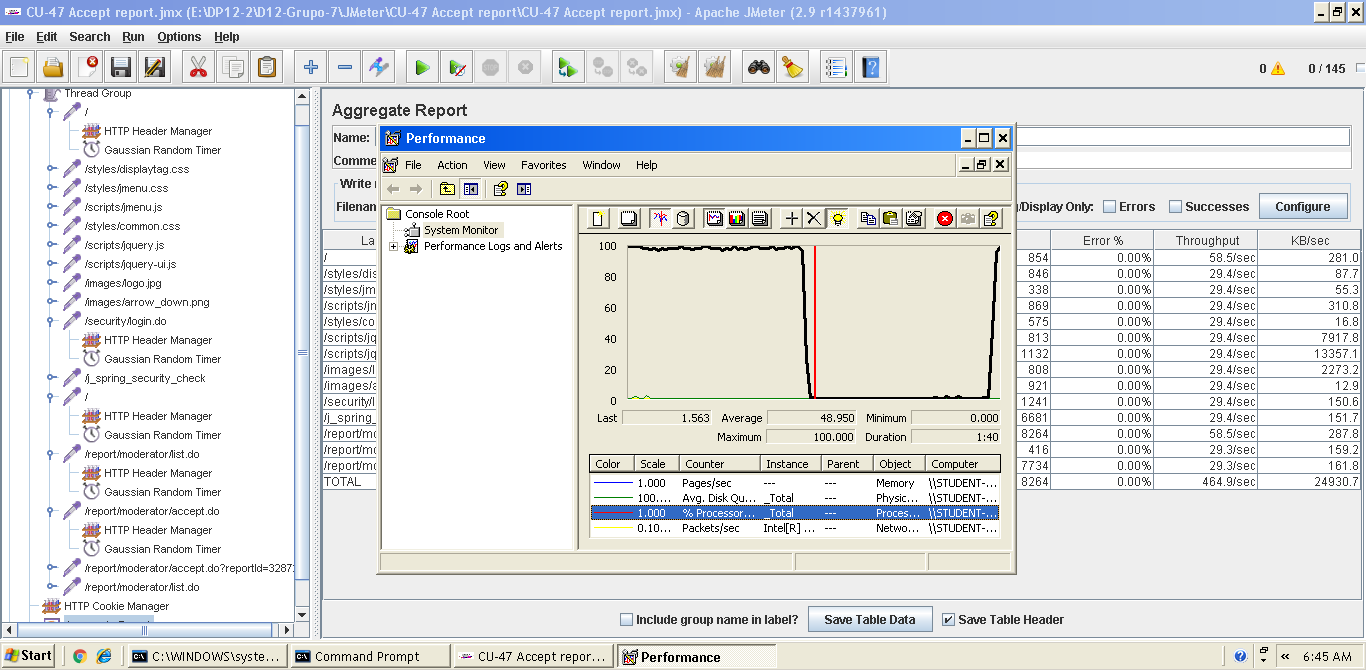 CU-47 Accept report.jmx (E:\DP12-2\D12-Grupo-7\JMeter\CU-47 Accept report\CU-47 Accept report.jmx) - Apache JMeter (2.9 r1437961)
File Edit Search Run Options Help
0 0 / 145
Thread Group
/
HTTP Header Manager
Gaussian Random Timer
/styles/displaytag.css
/styles/jmenu.css
/scripts/jmenu.js
/styles/common.css
/scripts/jquery.js
/scripts/jquery-ui.js
/images/logo.jpg
/images/arrow_down.png
/security/login.do
HTTP Header Manager
Gaussian Random Timer
/j_spring_security_check
/
HTTP Header Manager
Gaussian Random Timer
/report/moderator/list.do
HTTP Header Manager
Gaussian Random Timer
/report/moderator/accept.do
HTTP Header Manager
Gaussian Random Timer
/report/moderator/accept.do?reportId=3287
/report/moderator/list.do
HTTP Cookie Manager
Aggregate Report
Name:
Comme
Write
Filenan
/Display Only: Errors Successes Configure
La Error % Throughput KB/sec
/ 854 0.00% 58.5/sec 281.0
/styles/dis 846 0.00% 29.4/sec 87.7
/styles/jm 338 0.00% 29.4/sec 55.3
/scripts/jn 869 0.00% 29.4/sec 310.8
/styles/co 575 0.00% 29.4/sec 16.8
/scripts/jq 813 0.00% 29.4/sec 7917.8
/scripts/jq 1132 0.00% 29.4/sec 13357.1
/images/l 808 0.00% 29.4/sec 2273.2
/images/a 921 0.00% 29.4/sec 12.9
/security/l 1241 0.00% 29.4/sec 150.6
/j_spring_ 6681 0.00% 29.4/sec 151.7
/report/mo 8264 0.00% 58.5/sec 287.8
/report/mo 416 0.00% 29.3/sec 159.2
/report/mo 7734 0.00% 29.3/sec 161.8
TOTAL 8264 0.00% 464.9/sec 24930.7
Include group name in label? Save Table Data Save Table Header
Performance
File Action View Favorites Window Help
Console Root
System Monitor
Performance Logs and Alerts
100
80
60
40
20
0
Last 1.563 Average 48.950 Minimum 0.000
Maximum 100.000 Duration 1:40
Color Scale Counter Instance Parent Object Computer
1.000 Pages/sec --- --- Memory \\STUDENT-...
100.... Avg. Disk Qu... _Total --- Physic... \\STUDENT-...
1.000 % Processor... _Total --- Proces... \\STUDENT-...
0.10... Packets/sec Intel[R] ... --- Netwo... \\STUDENT-...
Start C:\WINDOWS\syste... Command Prompt CU-47 Accept repor... Performance 6:45 AM